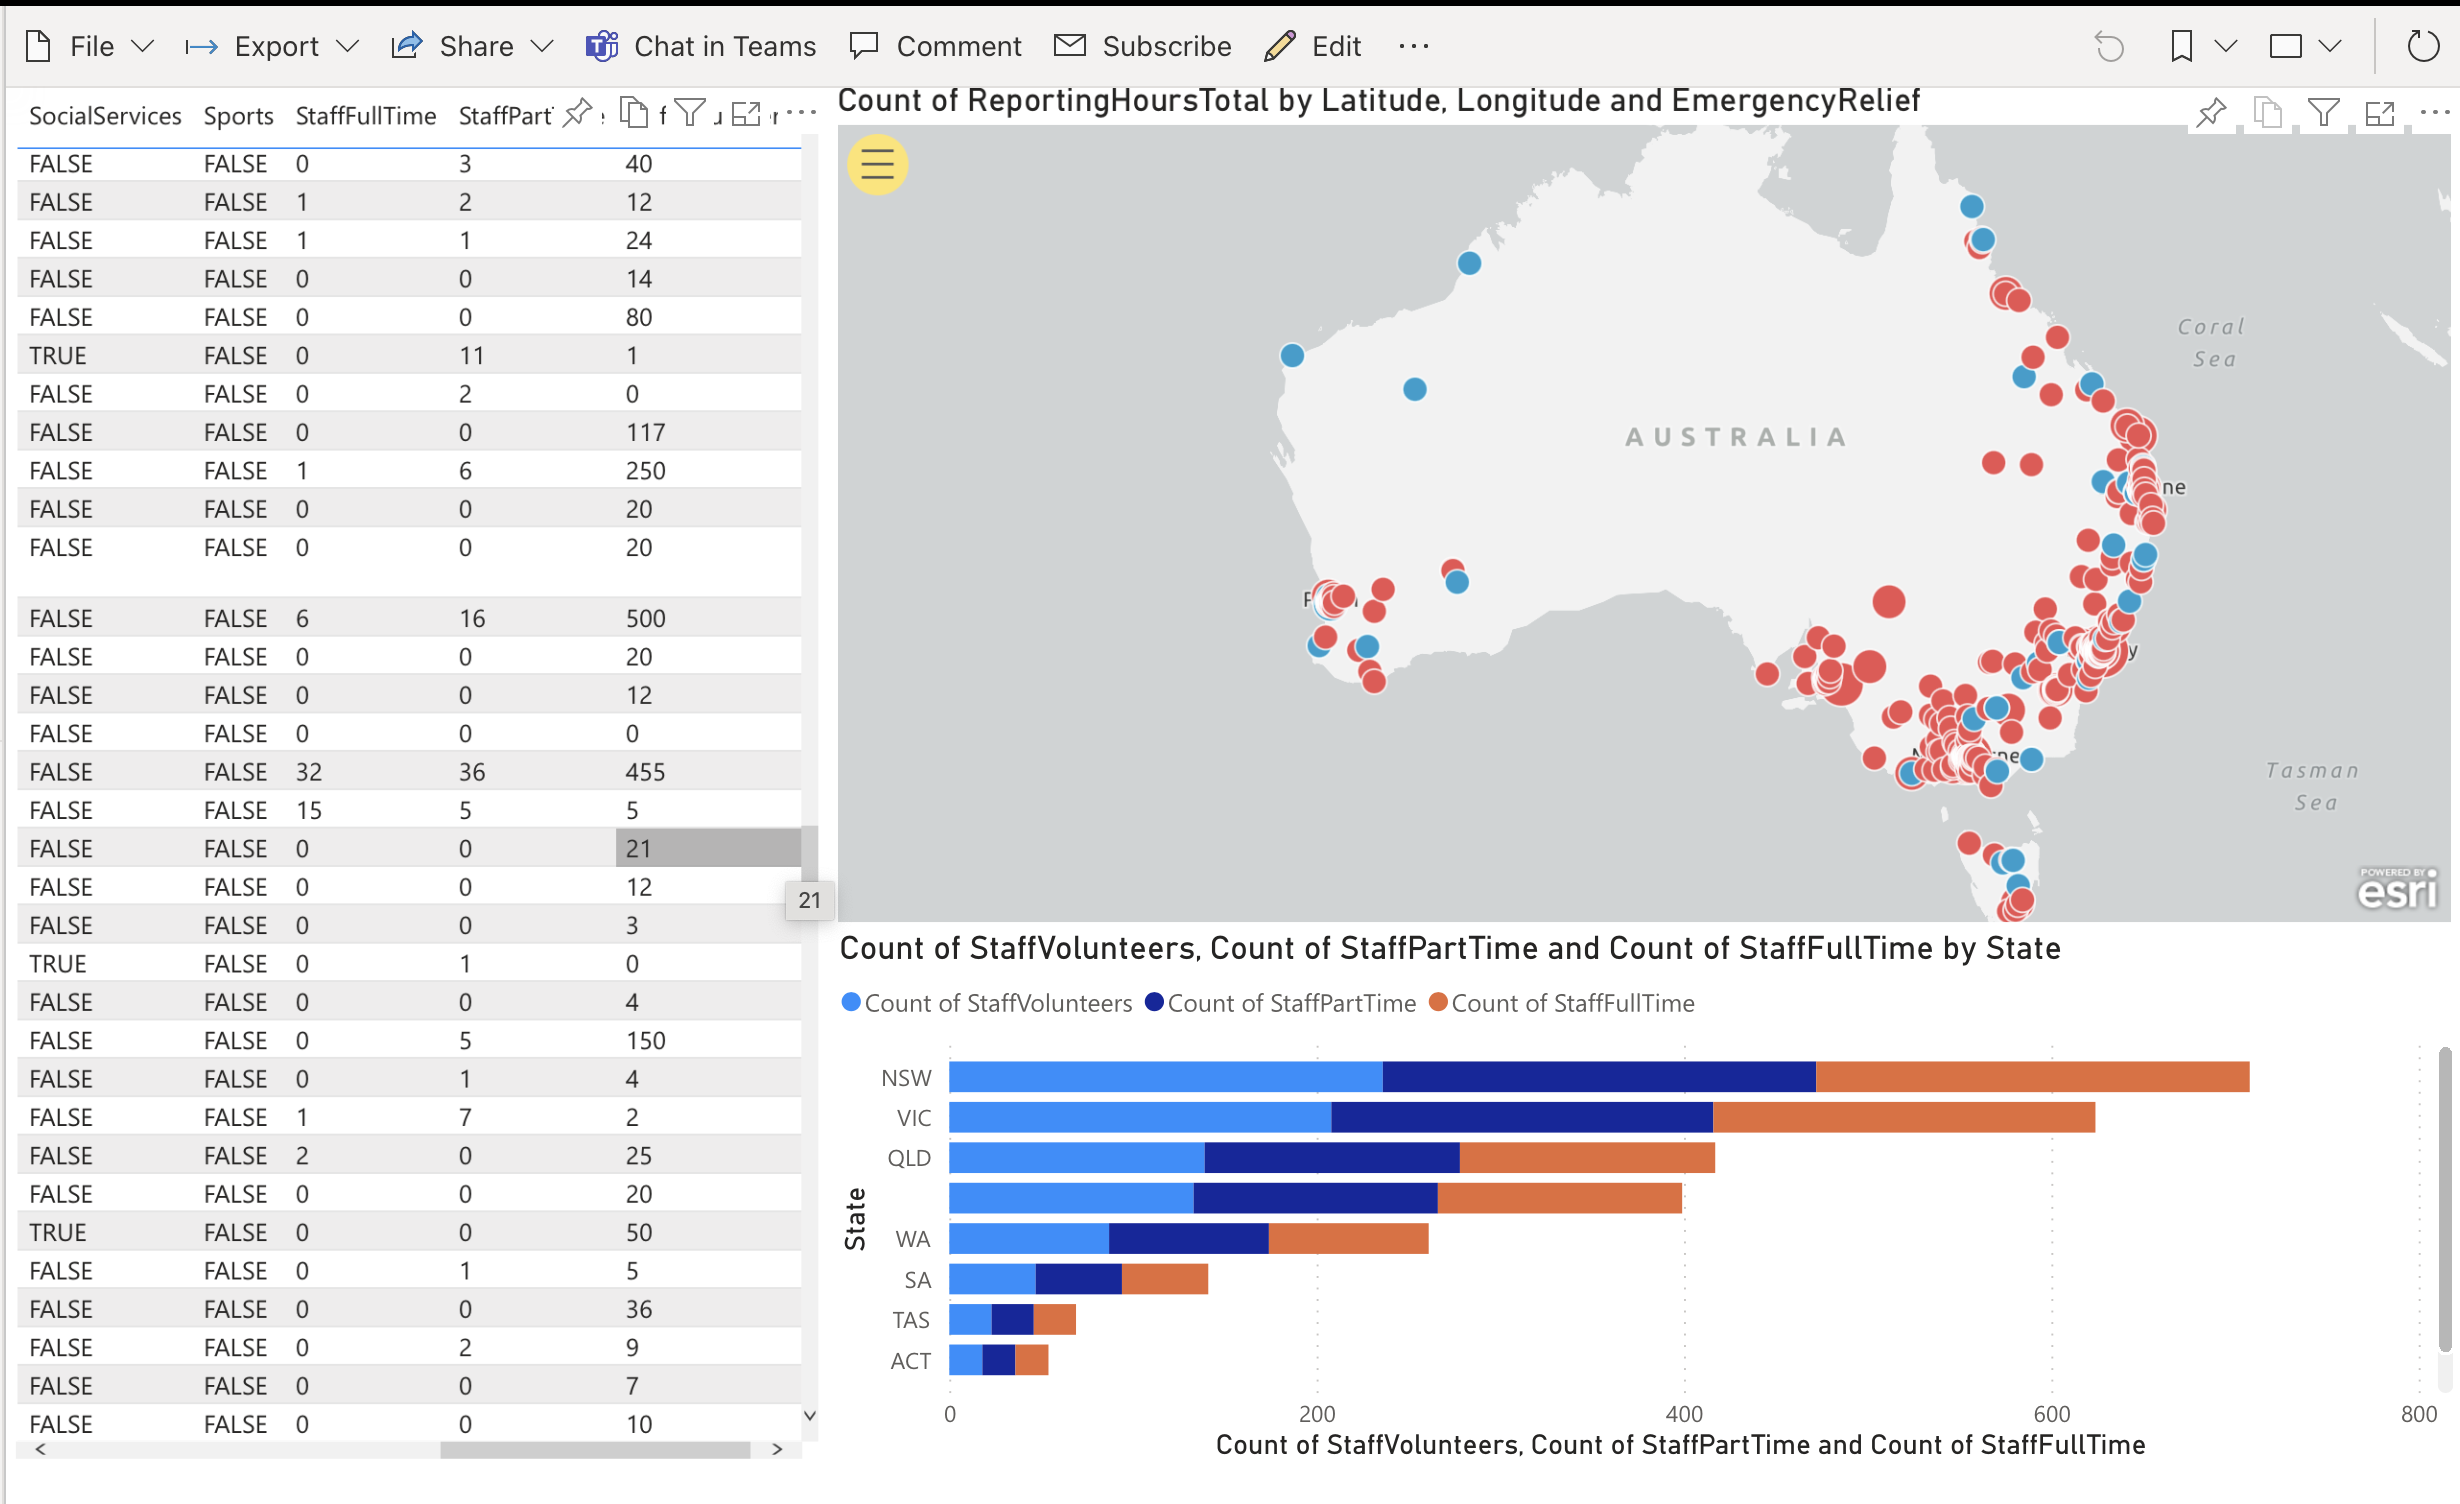 File Export Share Chat in Teams Comment Subscribe Edit ...
SocialServices Sports StaffFullTime StaffPart
FALSE FALSE 0 3 40
FALSE FALSE 1 2 12
FALSE FALSE 1 1 24
FALSE FALSE 0 0 14
FALSE FALSE 0 0 80
TRUE FALSE 0 11 1
FALSE FALSE 0 2 0
FALSE FALSE 0 0 117
FALSE FALSE 1 6 250
FALSE FALSE 0 0 20
FALSE FALSE 0 0 20
FALSE FALSE 6 16 500
FALSE FALSE 0 0 20
FALSE FALSE 0 0 12
FALSE FALSE 0 0 0
FALSE FALSE 32 36 455
FALSE FALSE 15 5 5
FALSE FALSE 0 0 21
FALSE FALSE 0 0 12
21
FALSE FALSE 0 0 3
TRUE FALSE 0 1 0
FALSE FALSE 0 0 4
FALSE FALSE 0 5 150
FALSE FALSE 0 1 4
FALSE FALSE 1 7 2
FALSE FALSE 2 0 25
FALSE FALSE 0 0 20
TRUE FALSE 0 0 50
FALSE FALSE 0 1 5
FALSE FALSE 0 0 36
FALSE FALSE 0 2 9
FALSE FALSE 0 0 7
FALSE FALSE 0 0 10
Count of ReportingHoursTotal by Latitude, Longitude and EmergencyRelief
Coral
Sea
AUSTRALIA
ne
Tasman
Sea
POWERED BY
esri
Count of StaffVolunteers, Count of StaffPartTime and Count of StaffFullTime by State
Count of StaffVolunteers Count of StaffPartTime Count of StaffFullTime
State
NSW
VIC
QLD
WA
SA
TAS
ACT
0 200 400 600 800
Count of StaffVolunteers, Count of StaffPartTime and Count of StaffFullTime